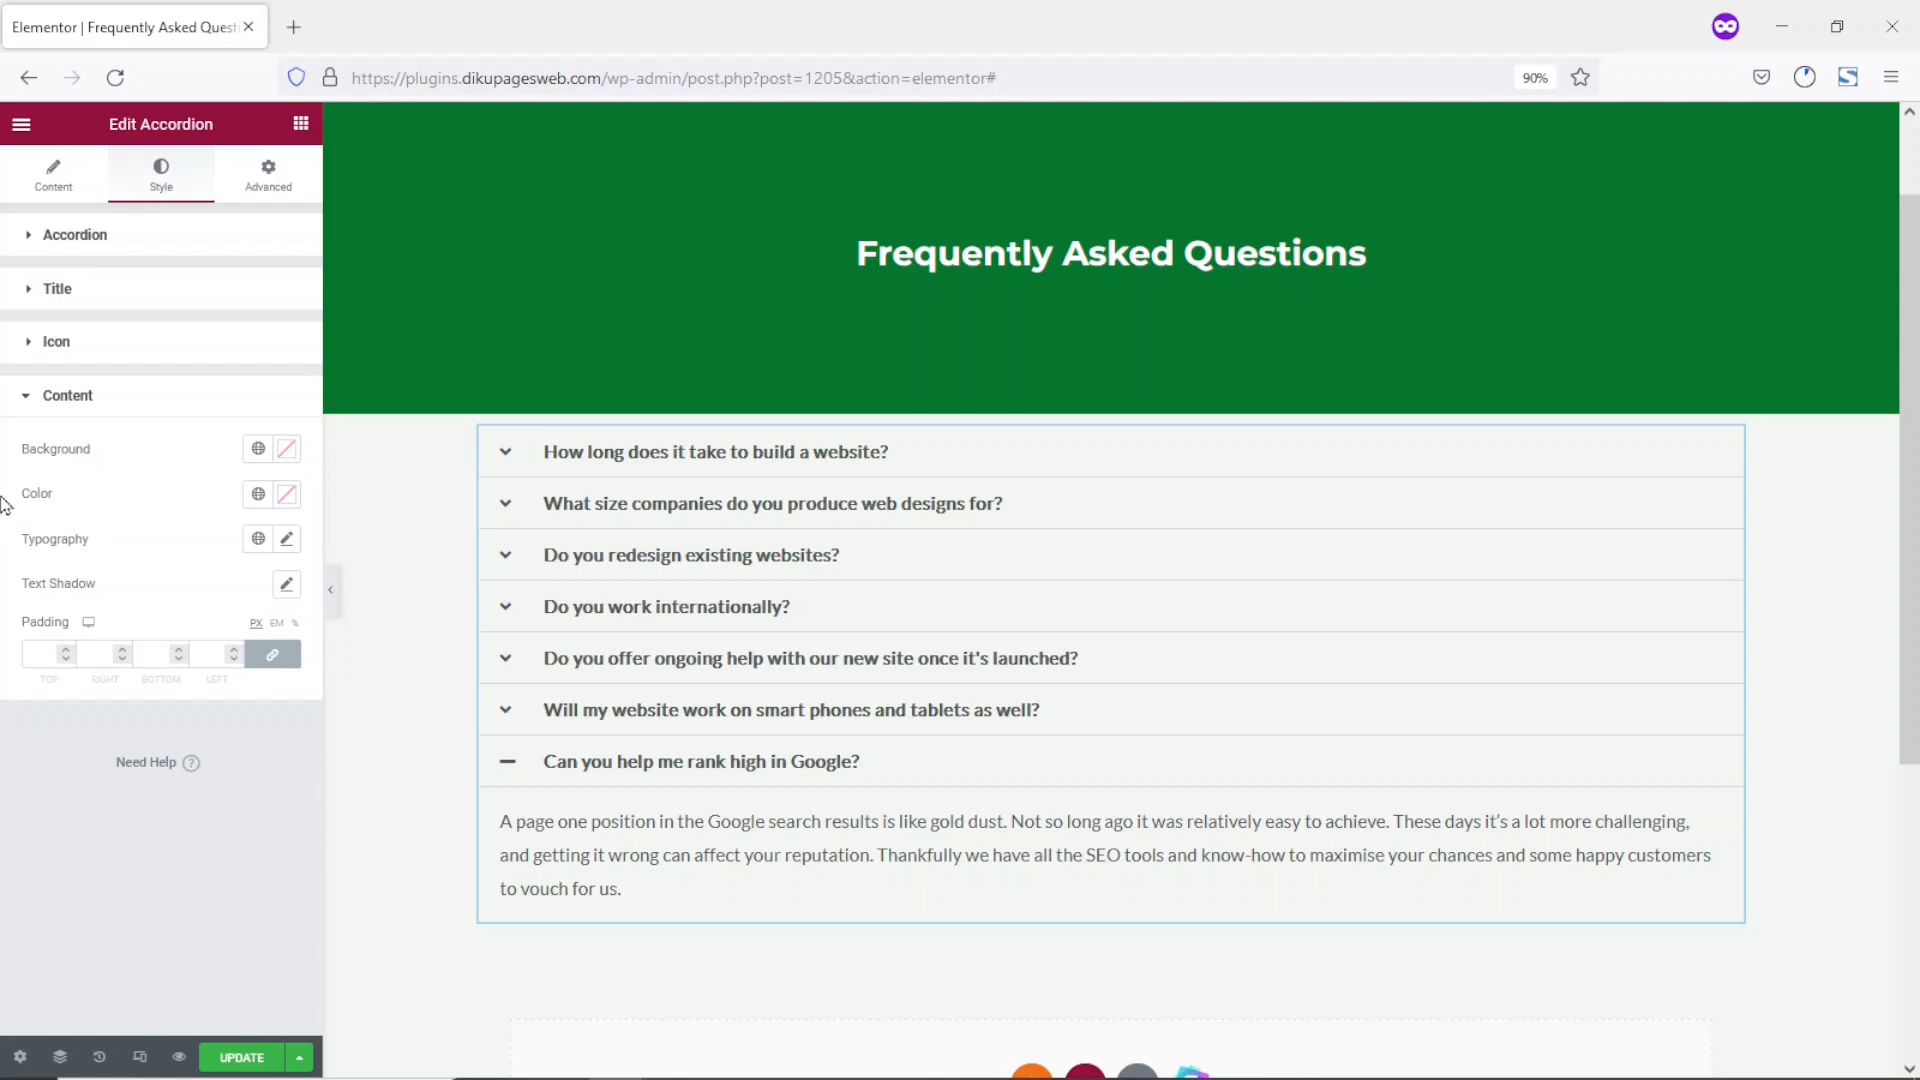 Elementor | Frequently Asked Quest
https://plugins.dikupagesweb.com/wp-admin/post.php?post=1205&action=elementor#
90%
Edit Accordion
Content
Style
Advanced
Accordion
Title
Icon
Content
Background
Color
Typography
Text Shadow
Padding
PX EM %
TOP RIGHT BOTTOM LEFT
Need Help
UPDATE
Frequently Asked Questions
How long does it take to build a website?
What size companies do you produce web designs for?
Do you redesign existing websites?
Do you work internationally?
Do you offer ongoing help with our new site once it's launched?
Will my website work on smart phones and tablets as well?
Can you help me rank high in Google?
A page one position in the Google search results is like gold dust. Not so long ago it was relatively easy to achieve. These days it’s a lot more challenging,
and getting it wrong can affect your reputation. Thankfully we have all the SEO tools and know-how to maximise your chances and some happy customers
to vouch for us.